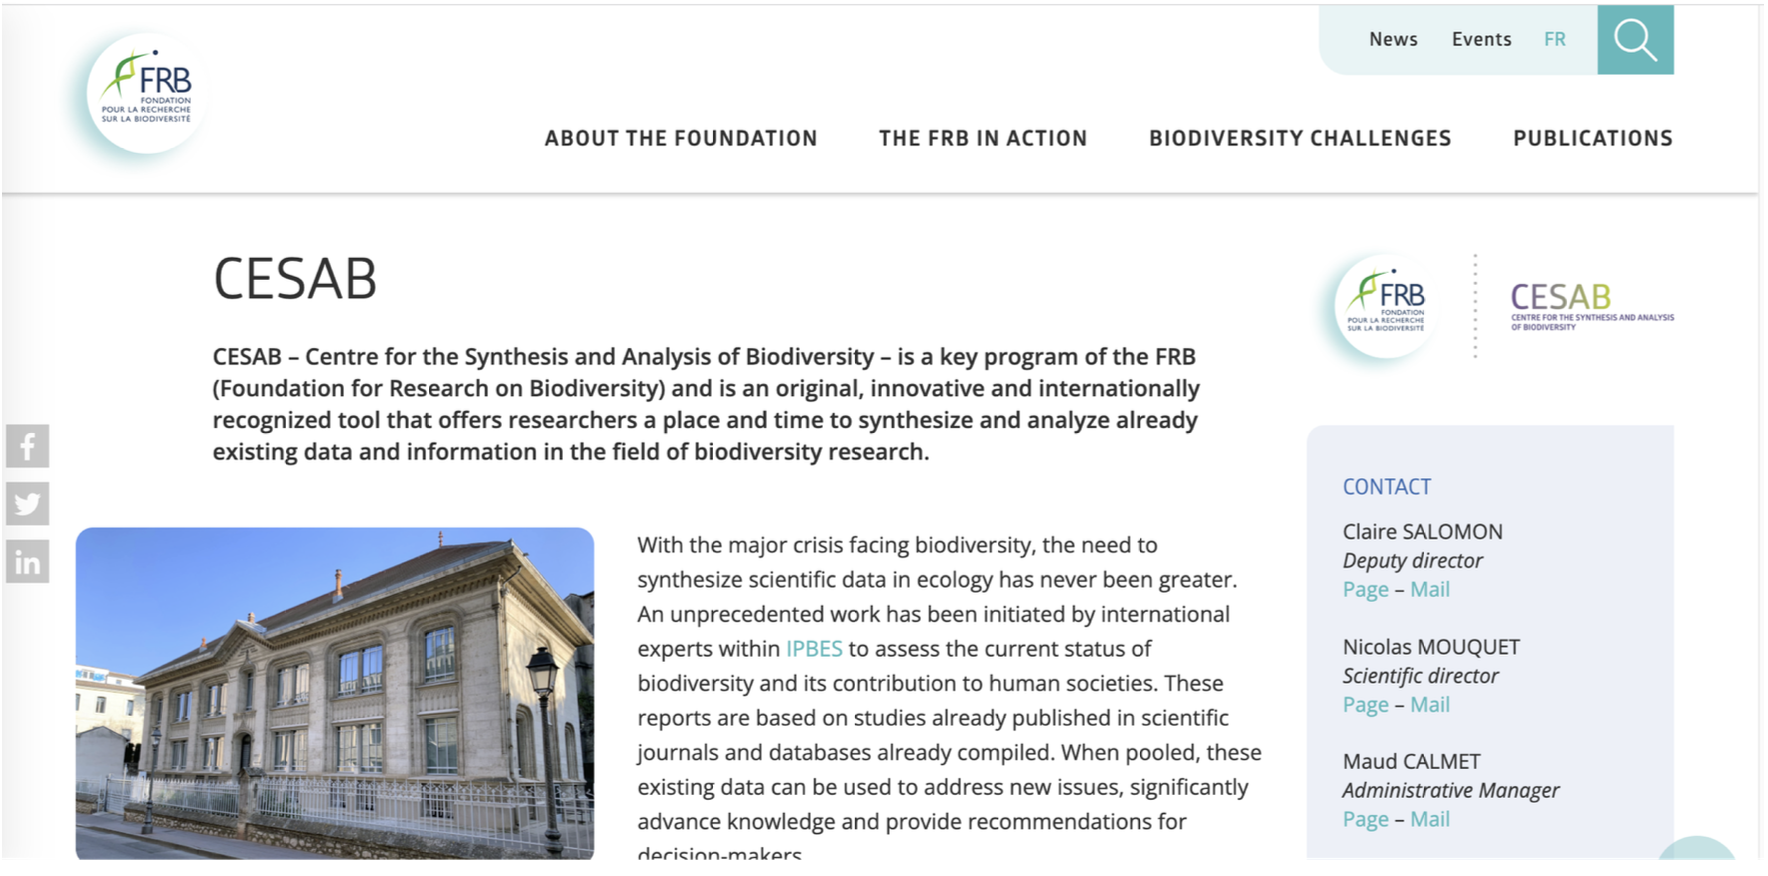 FRB
FONDATION
POUR LA RECHERCHE
SUR LA BIODIVERSITÉ
News Events FR
ABOUT THE FOUNDATION THE FRB IN ACTION BIODIVERSITY CHALLENGES PUBLICATIONS
CESAB
CESAB – Centre for the Synthesis and Analysis of Biodiversity – is a key program of the FRB
(Foundation for Research on Biodiversity) and is an original, innovative and internationally
recognized tool that offers researchers a place and time to synthesize and analyze already
existing data and information in the field of biodiversity research.
f
in
With the major crisis facing biodiversity, the need to
synthesize scientific data in ecology has never been greater.
An unprecedented work has been initiated by international
experts within IPBES to assess the current status of
biodiversity and its contribution to human societies. These
reports are based on studies already published in scientific
journals and databases already compiled. When pooled, these
existing data can be used to address new issues, significantly
advance knowledge and provide recommendations for
decision-makers
FRB
FONDATION
POUR LA RECHERCHE
SUR LA BIODIVERSITÉ
CESAB
CENTRE FOR THE SYNTHESIS AND ANALYSIS
OF BIODIVERSITY
CONTACT
Claire SALOMON
Deputy director
Page – Mail
Nicolas MOUQUET
Scientific director
Page – Mail
Maud CALMET
Administrative Manager
Page – Mail